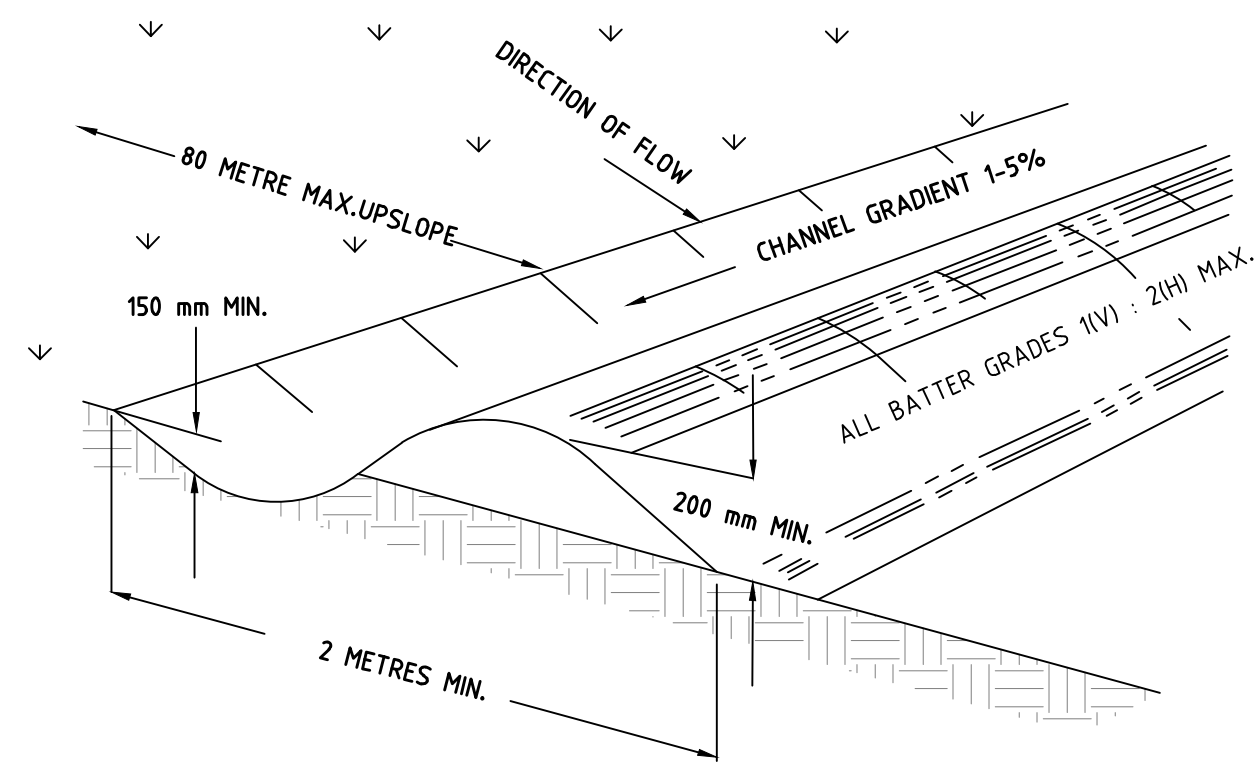 DIRECTION OF FLOW
80 METRE MAX.UPSLOPE
CHANNEL GRADIENT 1-5%
150 mm MIN.
ALL BATTER GRADES 1(V) : 2(H) MAX.
200 mm MIN.
2 METRES MIN.